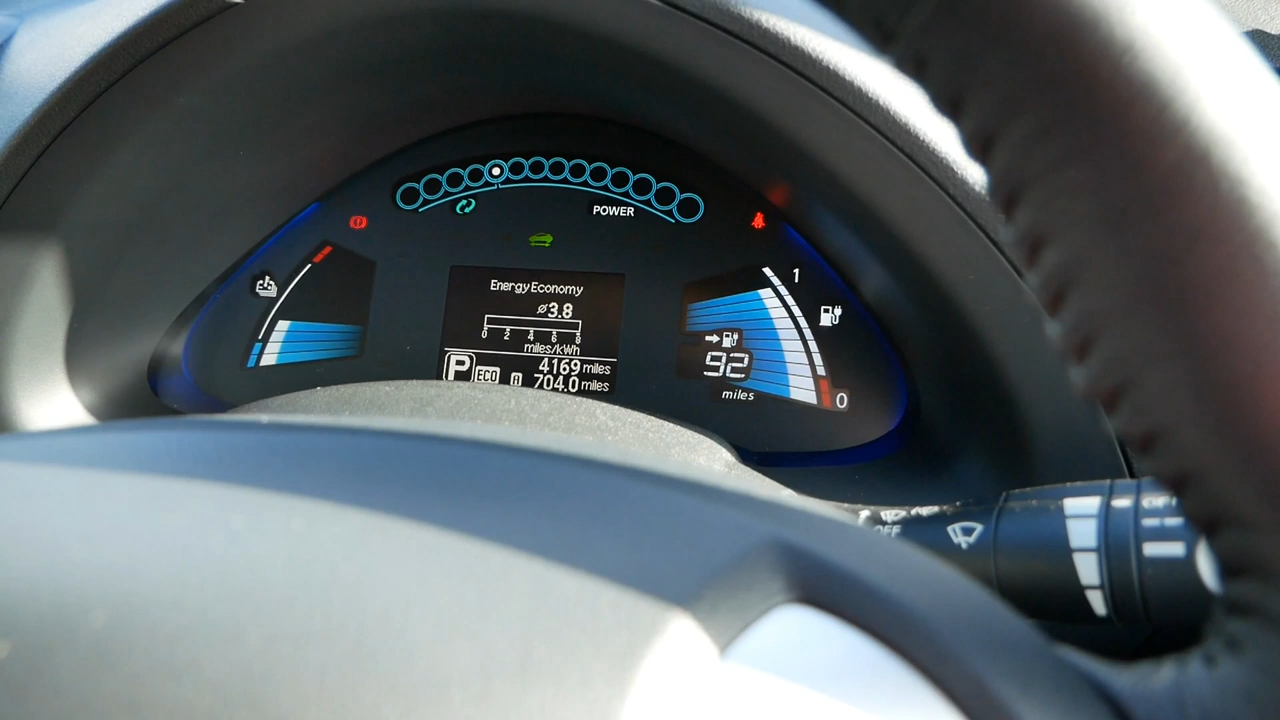 POWER
Energy Economy
ø3.8
0 2 4 6 8
miles/kWh
P ECO
4169 miles
704.0 miles
1
92
miles
0
OFF